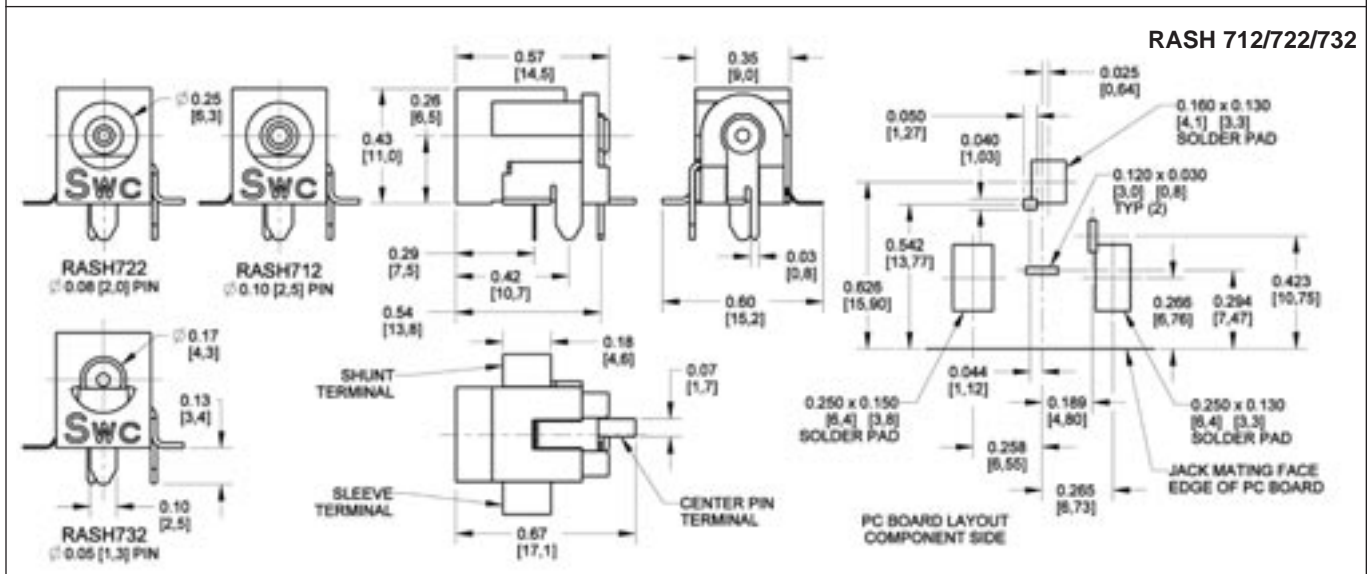 RASH 712/722/732
Ø 0.25
[6,3]
Swc
RASH722
Ø 0.08 [2,0] PIN
Swc
RASH712
Ø 0.10 [2,5] PIN
0.57
[14,5]
0.26
[6,5]
0.43
[11,0]
0.29
[7,5]
0.42
[10,7]
0.54
[13,8]
0.35
[9,0]
0.03
[0,8]
0.60
[15,2]
Ø 0.17
[4,3]
Swc
0.13
[3,4]
0.10
[2,5]
RASH732
Ø 0.05 [1,3] PIN
0.18
[4,6]
SHUNT
TERMINAL
0.07
[1,7]
SLEEVE
TERMINAL
CENTER PIN
TERMINAL
0.67
[17,1]
0.025
[0,64]
0.050
[1,27]
0.160 x 0.130
[4,1] [3,3]
SOLDER PAD
0.040
[1,03]
0.120 x 0.030
[3,0] [0,8]
TYP (2)
0.542
[13,77]
0.626
[15,90]
0.423
[10,75]
0.266
[6,76]
0.294
[7,47]
0.044
[1,12]
0.250 x 0.150
[6,4] [3,8]
SOLDER PAD
0.189
[4,80]
0.250 x 0.130
[6,4] [3,3]
SOLDER PAD
0.258
[6,55]
0.265
[6,73]
JACK MATING FACE
EDGE OF PC BOARD
PC BOARD LAYOUT
COMPONENT SIDE